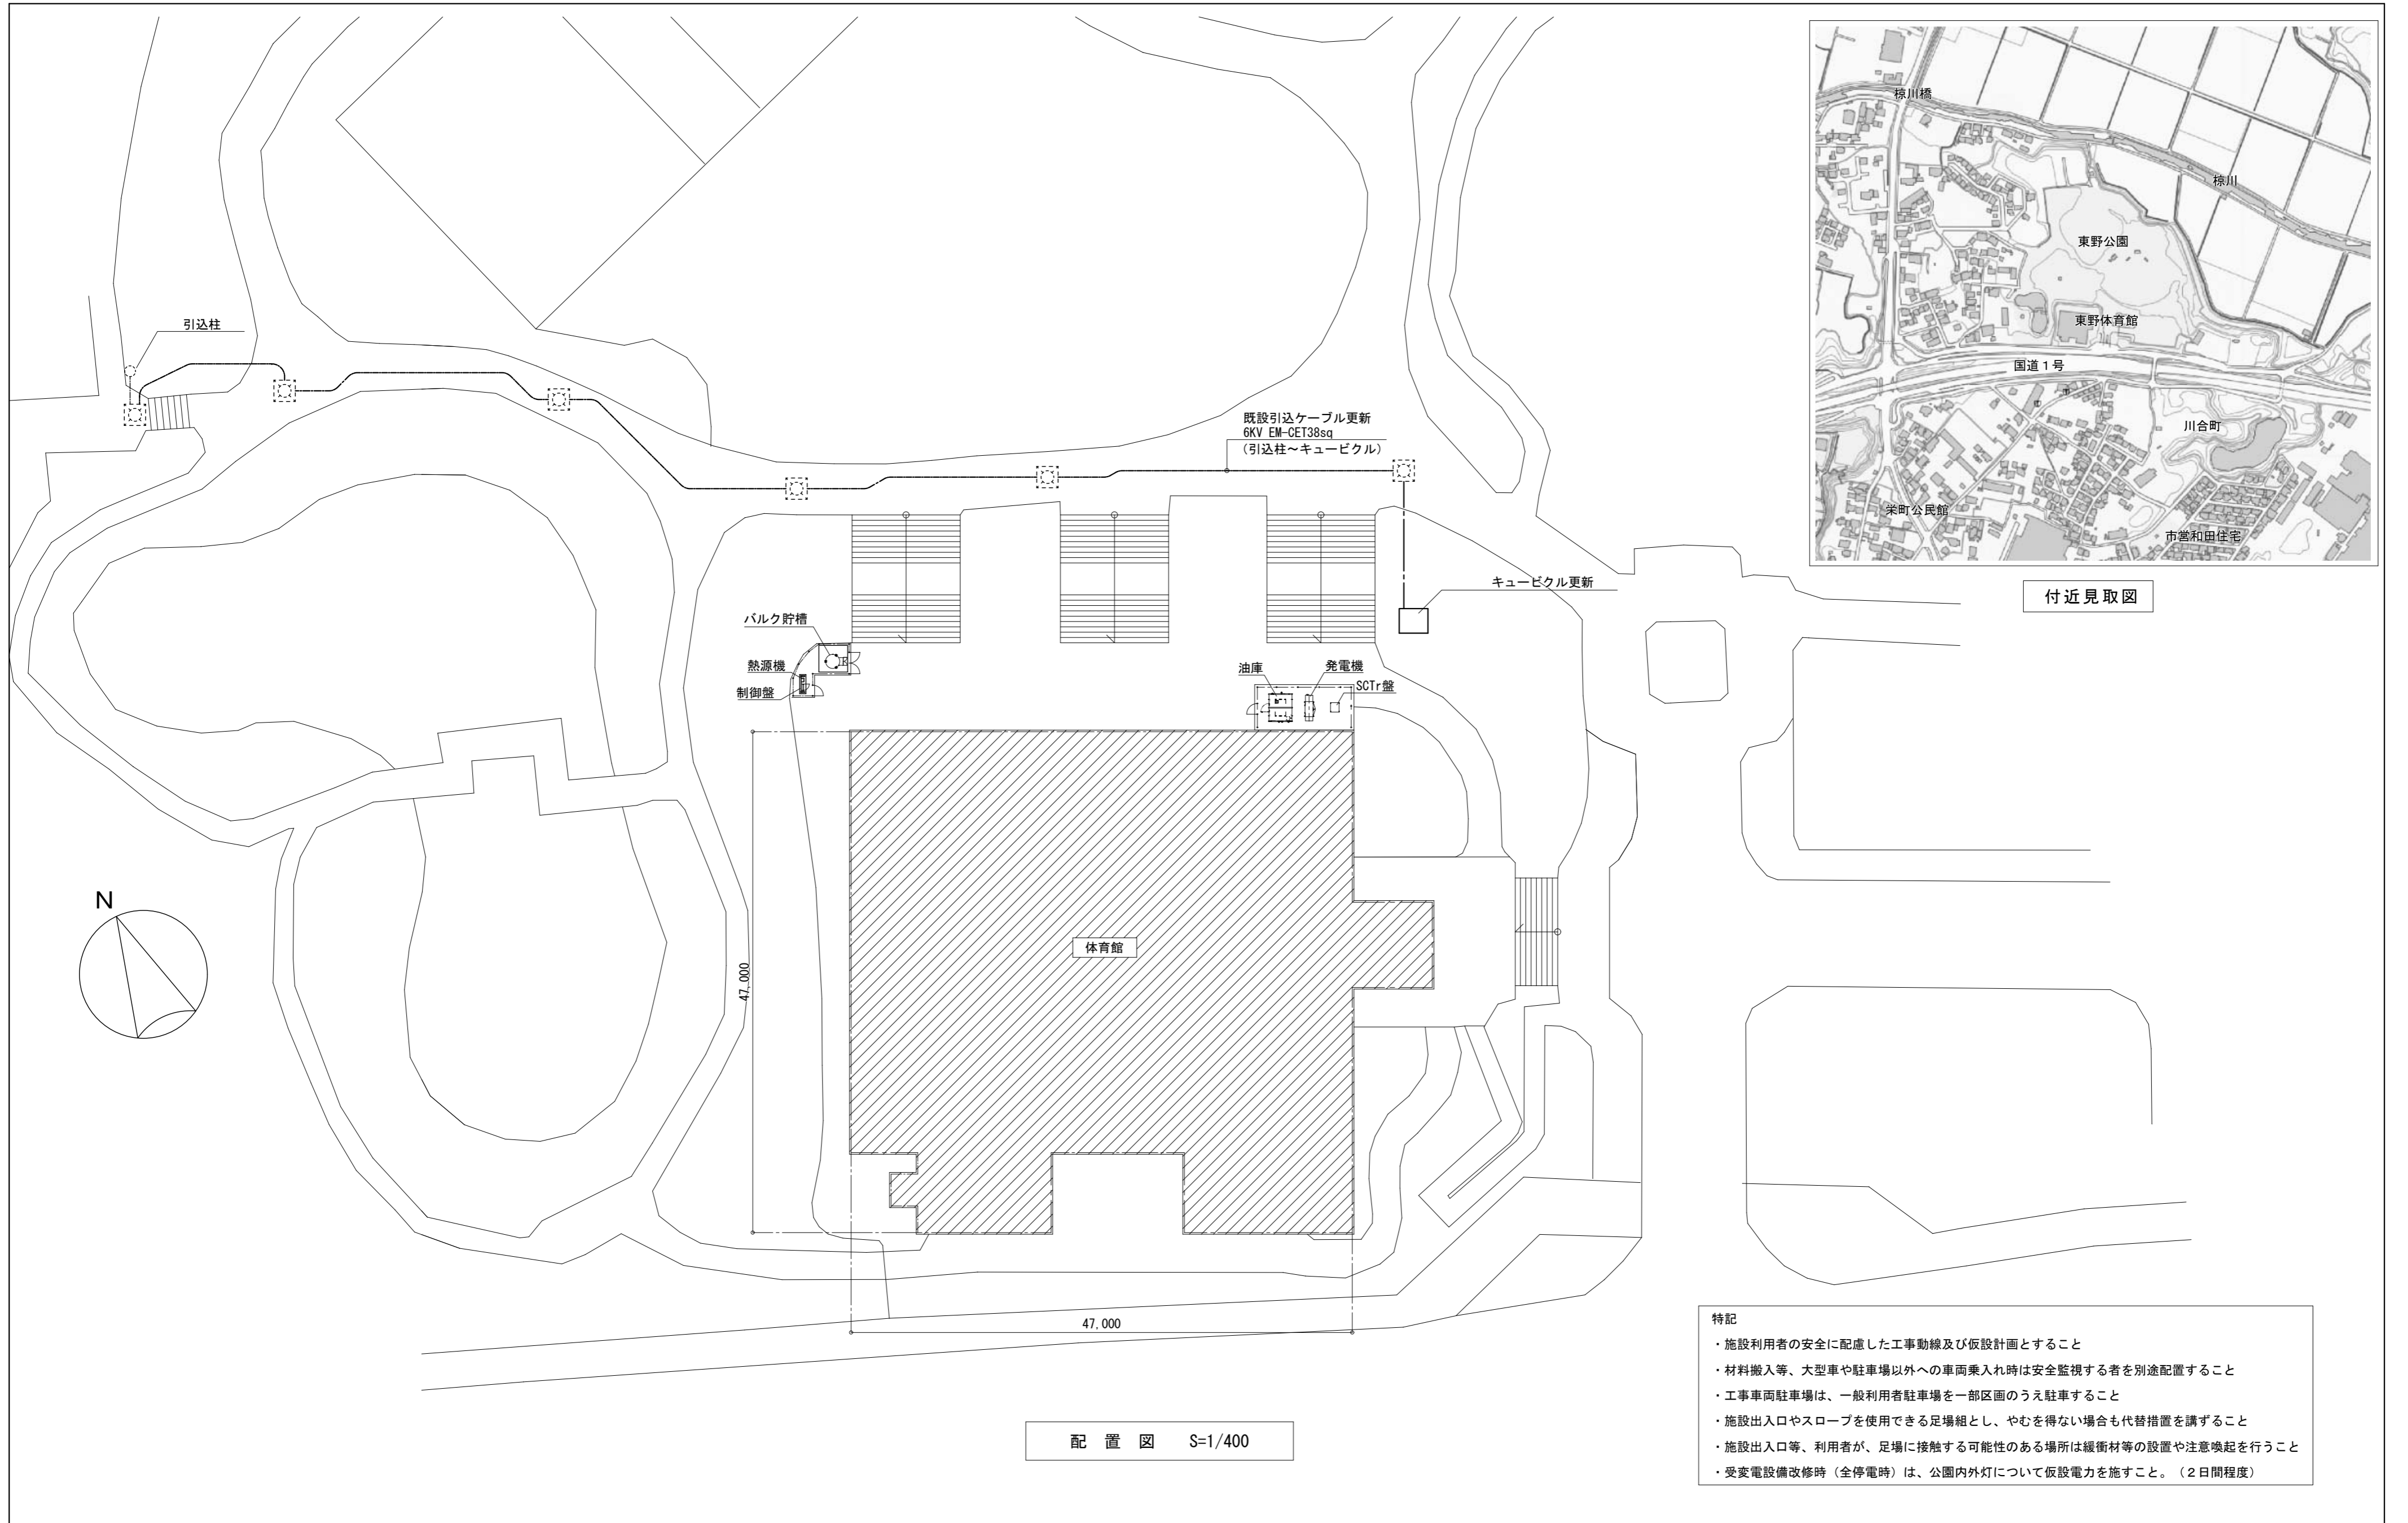 椋川橋
椋川
東野公園
東野体育館
国道１号
川合町
栄町公民館
市営和田住宅
付近見取図
引込柱
既設引込ケーブル更新
6KV EM-CET38sq
(引込柱～キュービクル)
キュービクル更新
バルク貯槽
熱源機
制御盤
油庫
発電機
SCTr盤
N
体育館
47,000
47,000
配置図 S=1/400
特記
・施設利用者の安全に配慮した工事動線及び仮設計画とすること
・材料搬入等、大型車や駐車場以外への車両乗入れ時は安全監視する者を別途配置すること
・工事車両駐車場は、一般利用者駐車場を一部区画のうえ駐車すること
・施設出入口やスロープを使用できる足場組とし、やむを得ない場合も代替措置を講ずること
・施設出入口等、利用者が、足場に接触する可能性のある場所は緩衝材等の設置や注意喚起を行うこと
・受変電設備改修時（全停電時）は、公園内外灯について仮設電力を施すこと。（２日間程度）